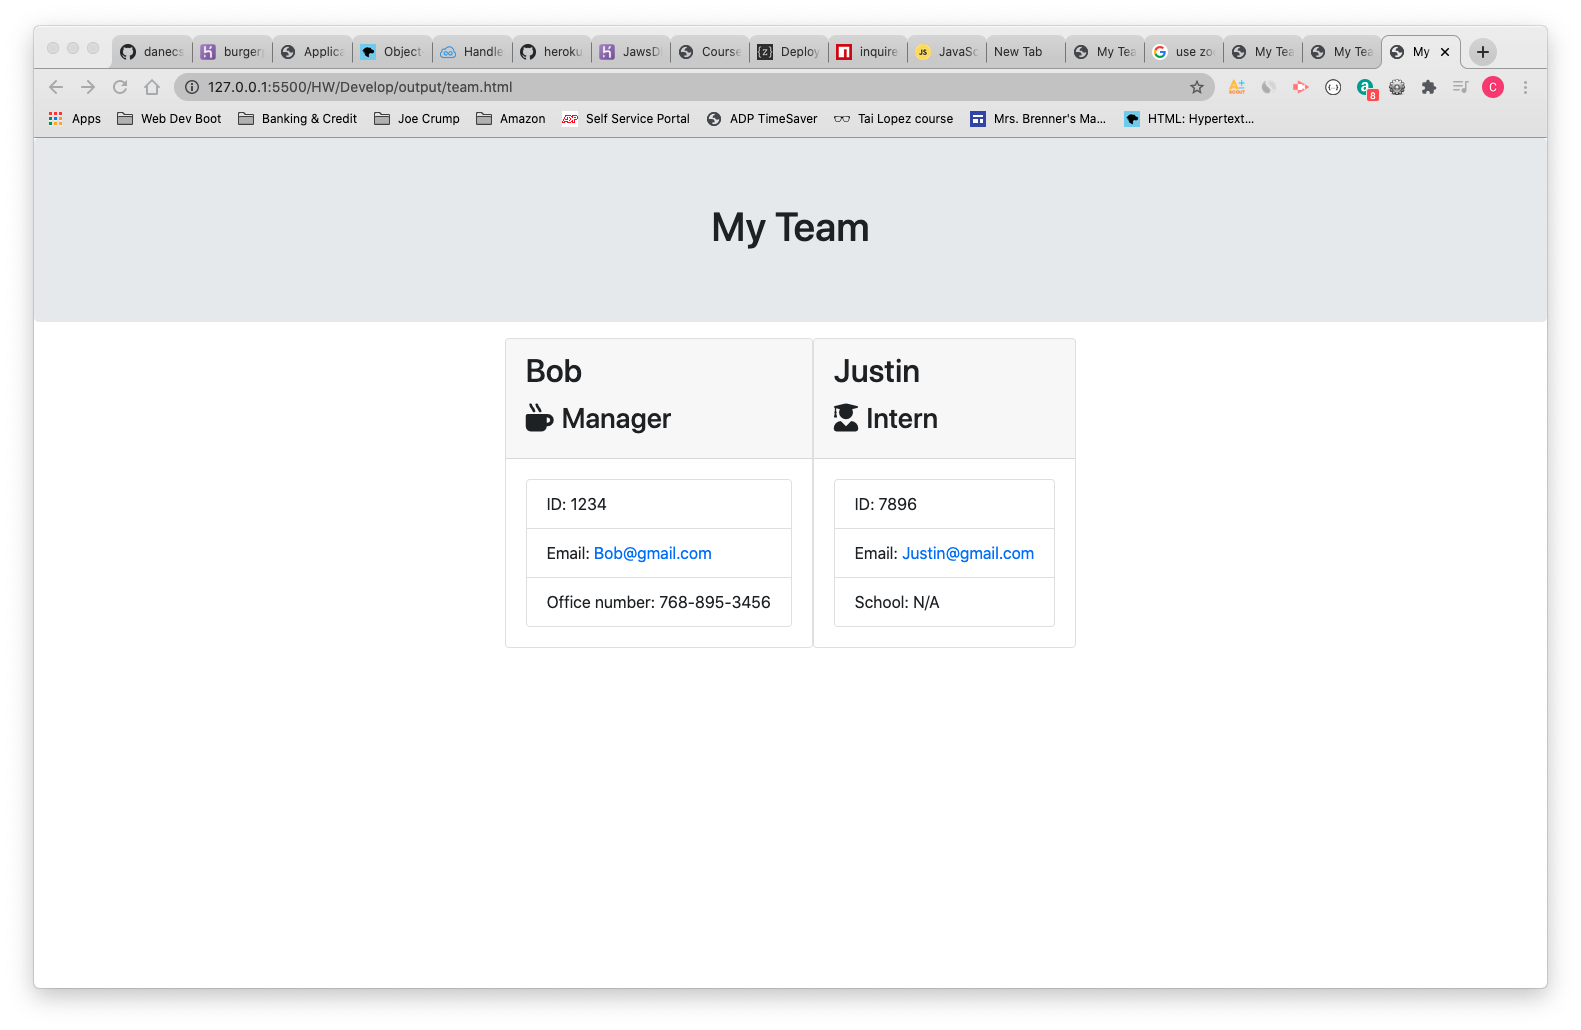 danecs burger Applica Object Handle heroku JawsD Course Deploy inquire JavaSc New Tab My Tea use zo My Tea My Tea My
127.0.0.1:5500/HW/Develop/output/team.html 8 C
Apps Web Dev Boot Banking & Credit Joe Crump Amazon ADP Self Service Portal ADP TimeSaver Tai Lopez course Mrs. Brenner's Ma... HTML: Hypertext...
My Team
Bob
Manager
ID: 1234
Email: Bob@gmail.com
Office number: 768-895-3456
Justin
Intern
ID: 7896
Email: Justin@gmail.com
School: N/A